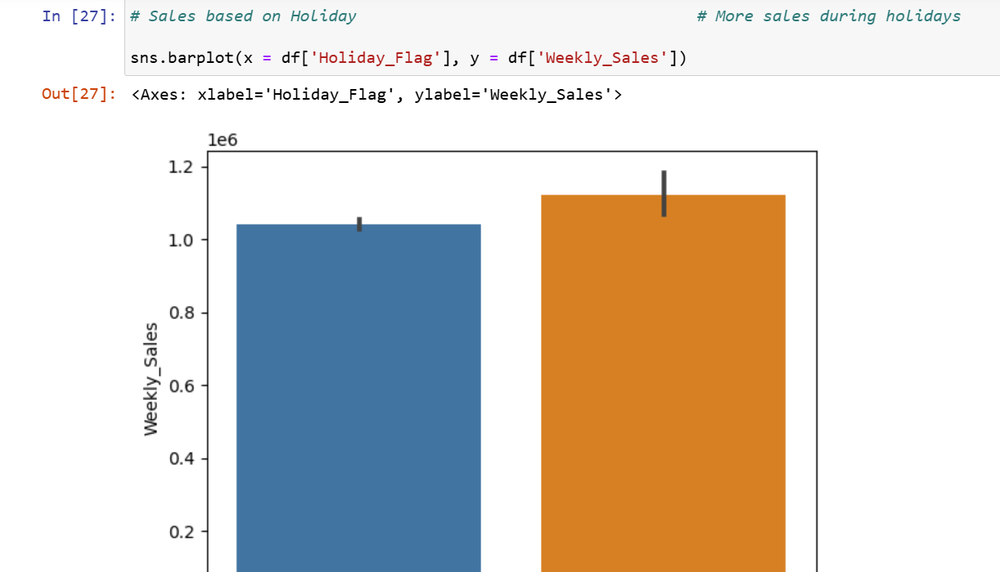 In [27]: # Sales based on Holiday # More sales during holidays
sns.barplot(x = df['Holiday_Flag'], y = df['Weekly_Sales'])
Out[27]: <Axes: xlabel='Holiday_Flag', ylabel='Weekly_Sales'>
1e6
1.2
1.0
0.8
0.6
0.4
0.2
Weekly_Sales